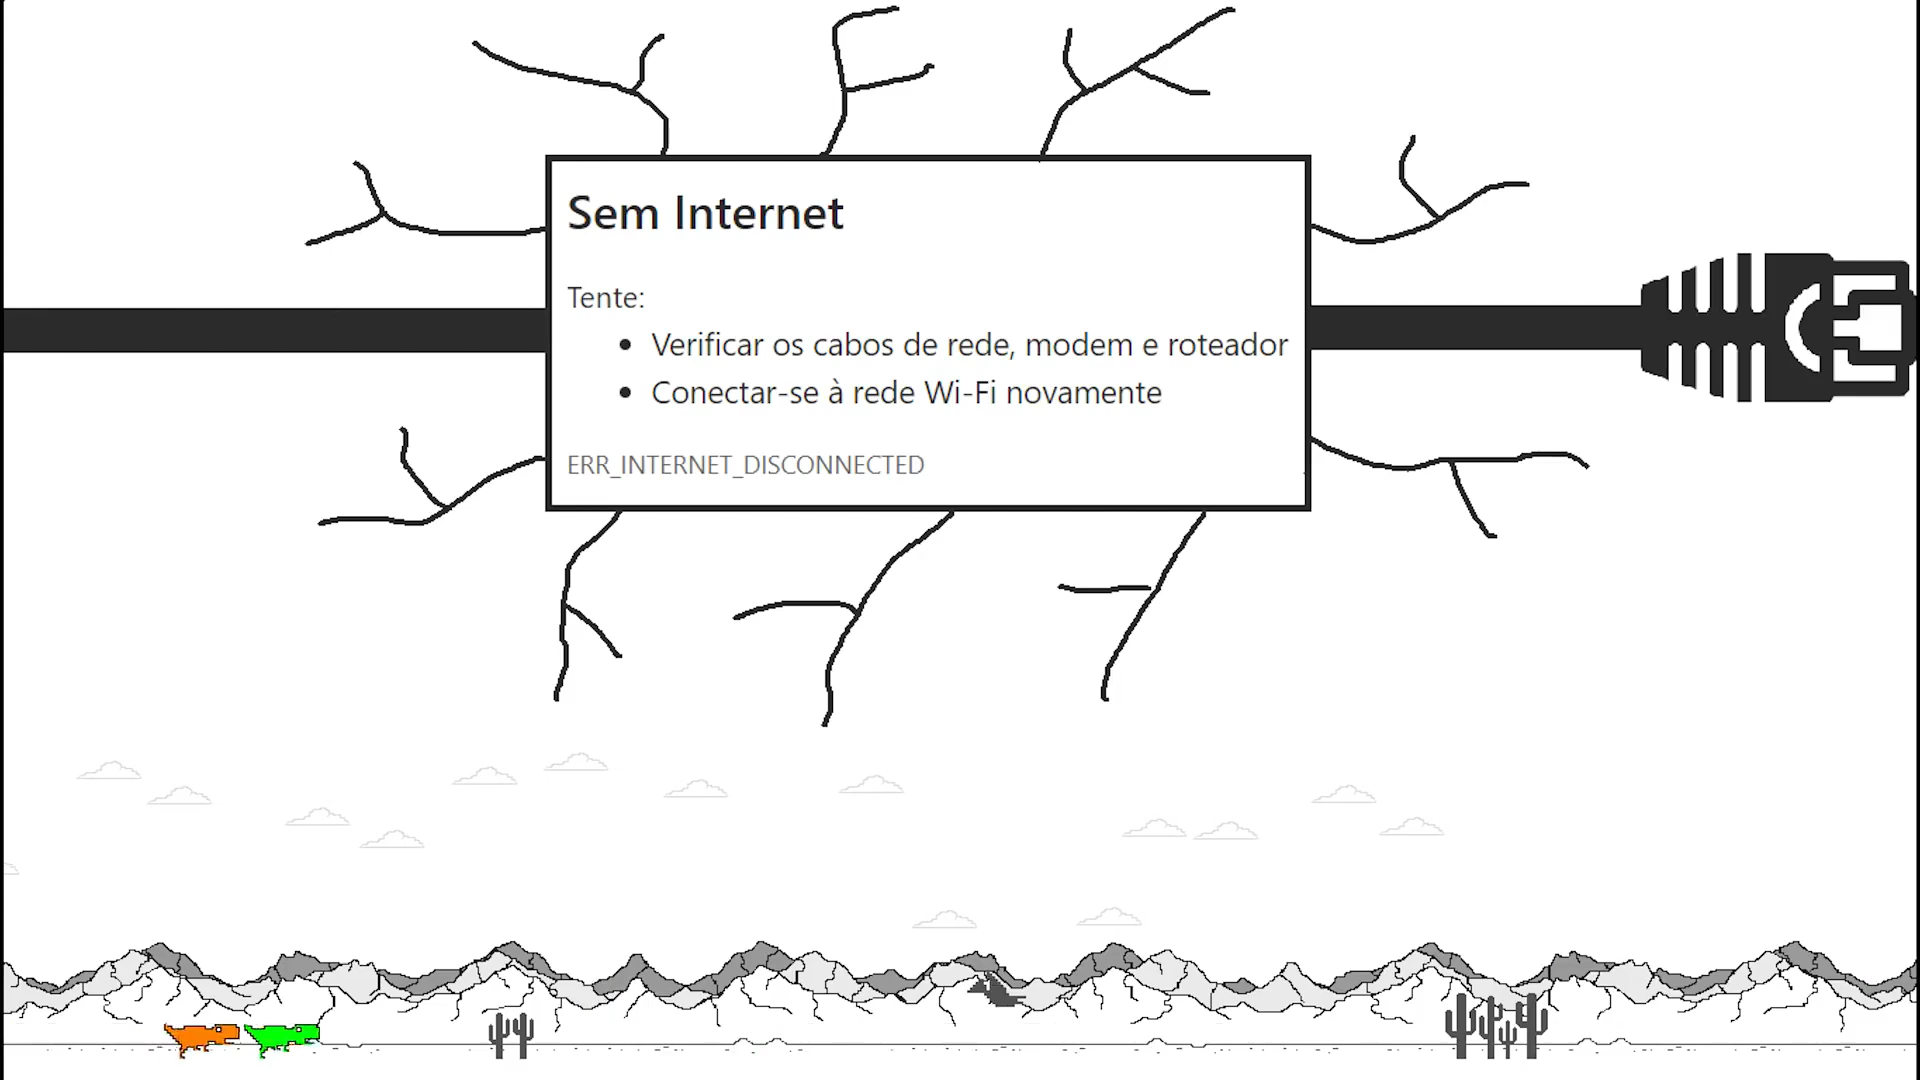 Sem Internet
Tente:
• Verificar os cabos de rede, modem e roteador
• Conectar-se à rede Wi-Fi novamente
ERR_INTERNET_DISCONNECTED